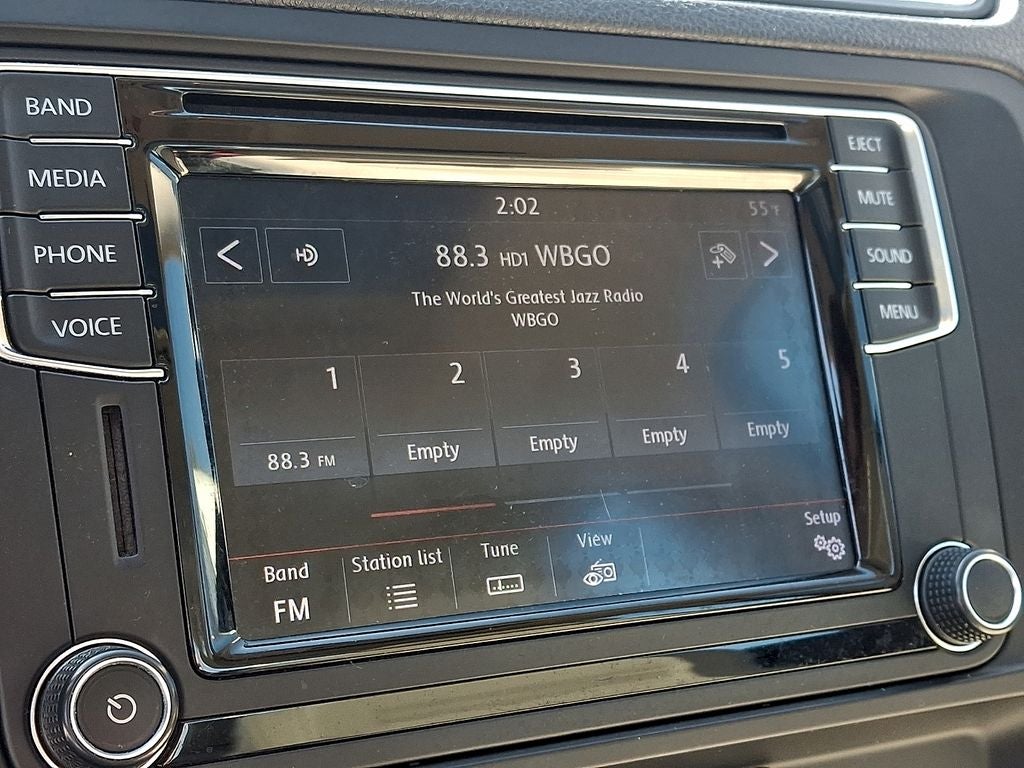 BAND
MEDIA
PHONE
VOICE
EJECT
MUTE
SOUND
MENU
2:02
55°F
HD
88.3 HD1 WBGO
The World's Greatest Jazz Radio
WBGO
1
2
3
4
5
88.3 FM
Empty
Empty
Empty
Empty
Band
FM
Station list
Tune
View
Setup